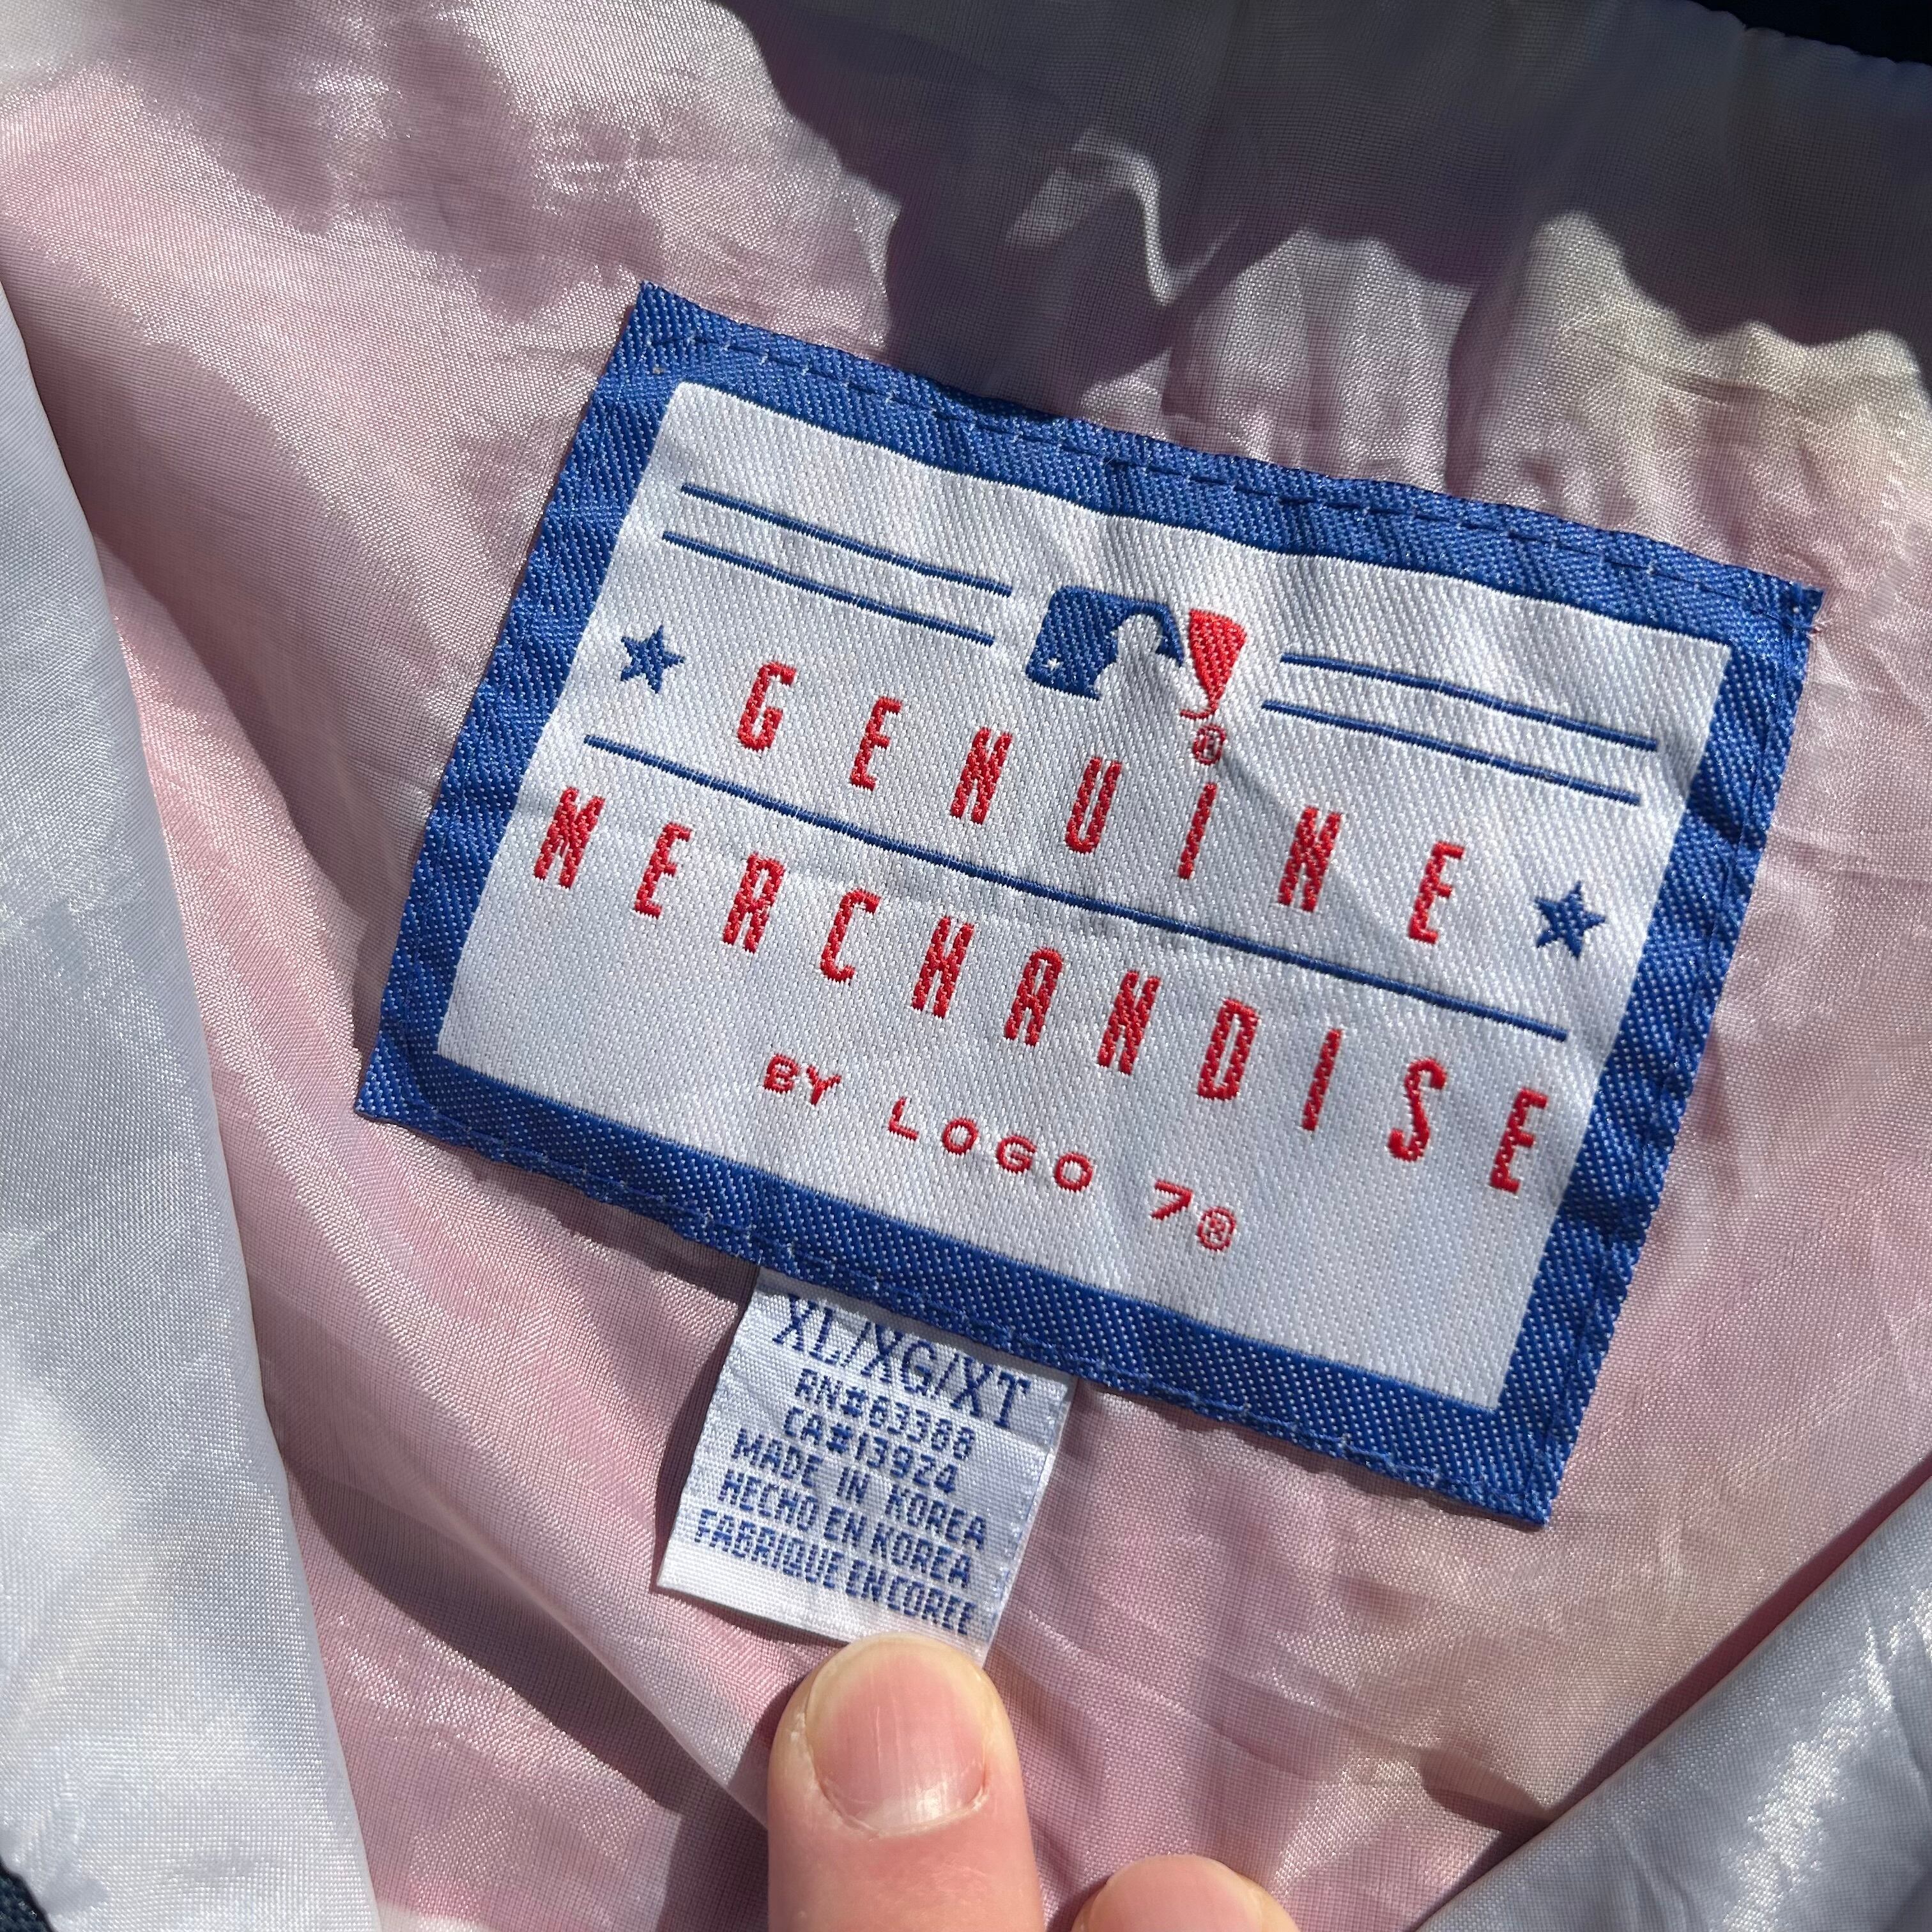 ®
GENUINE
MERCHANDISE
BY LOGO 7®
XL/XG/XT
RN#63388
CA#13924
MADE IN KOREA
HECHO EN KOREA
FABRIQUE EN COREE